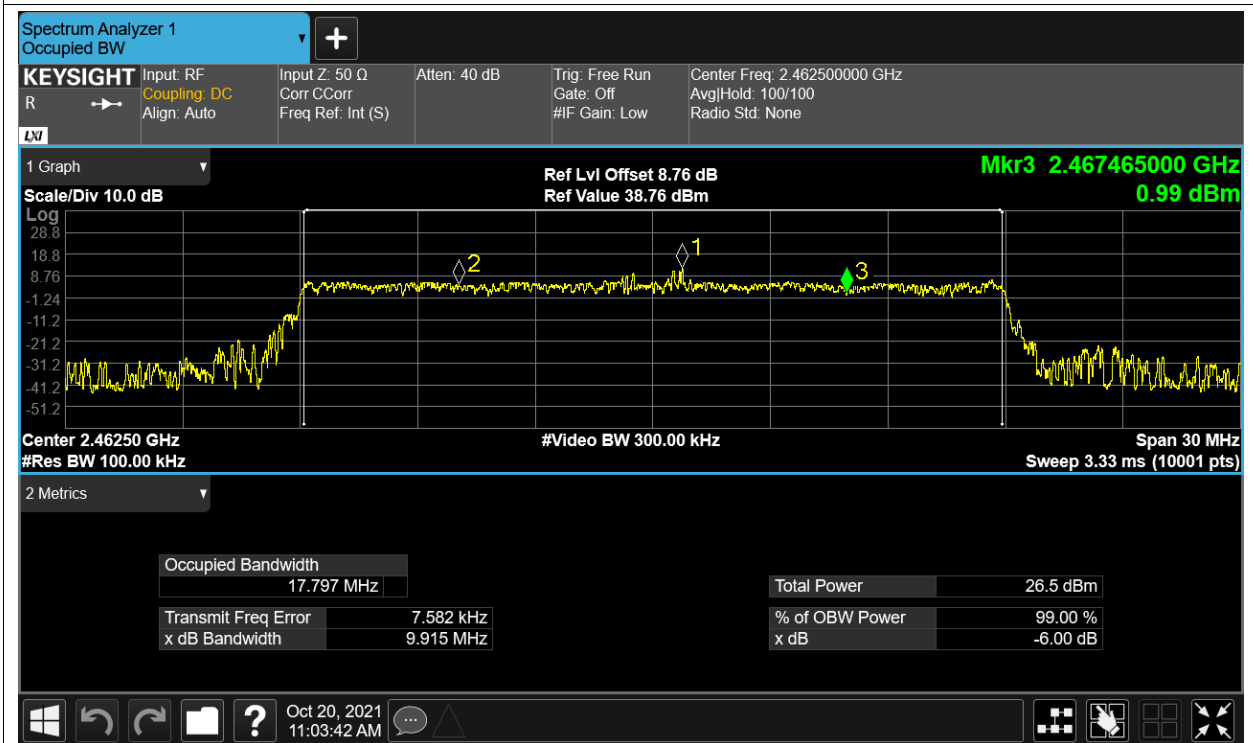 Spectrum Analyzer 1
Occupied BW
KEYSIGHT
R
LXI
Input: RF
Coupling: DC
Align: Auto
Input Z: 50 Ω
Corr CCorr
Freq Ref: Int (S)
Atten: 40 dB
Trig: Free Run
Gate: Off
#IF Gain: Low
Center Freq: 2.462500000 GHz
Avg|Hold: 100/100
Radio Std: None
1 Graph
Scale/Div 10.0 dB
Ref Lvl Offset 8.76 dB
Ref Value 38.76 dBm
Mkr3 2.467465000 GHz
0.99 dBm
Log
28.8
18.8
8.76
-1.24
-11.2
-21.2
-31.2
-41.2
-51.2
2
1
3
Center 2.46250 GHz
#Video BW 300.00 kHz
Span 30 MHz
#Res BW 100.00 kHz
Sweep 3.33 ms (10001 pts)
2 Metrics
Occupied Bandwidth
17.797 MHz
Transmit Freq Error 7.582 kHz
x dB Bandwidth 9.915 MHz
Total Power 26.5 dBm
% of OBW Power 99.00 %
x dB -6.00 dB
?
Oct 20, 2021
11:03:42 AM